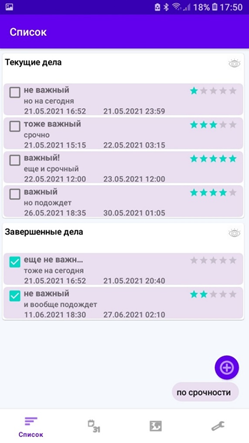 18% 17:50
Список
Текущие дела
не важный
но на сегодня
21.05.2021 16:52 21.05.2021 23:59
тоже важный
срочно
21.05.2021 15:15 22.05.2021 03:15
важный!
еще и срочный
22.05.2021 12:00 23.05.2021 12:00
важный
но подождет
26.05.2021 18:35 30.05.2021 01:05
Завершенные дела
еще не важн...
тоже на сегодня
21.05.2021 16:52 21.05.2021 20:40
не важный
и вообще подождет
11.06.2021 18:30 27.06.2021 02:10
по срочности
31
Список